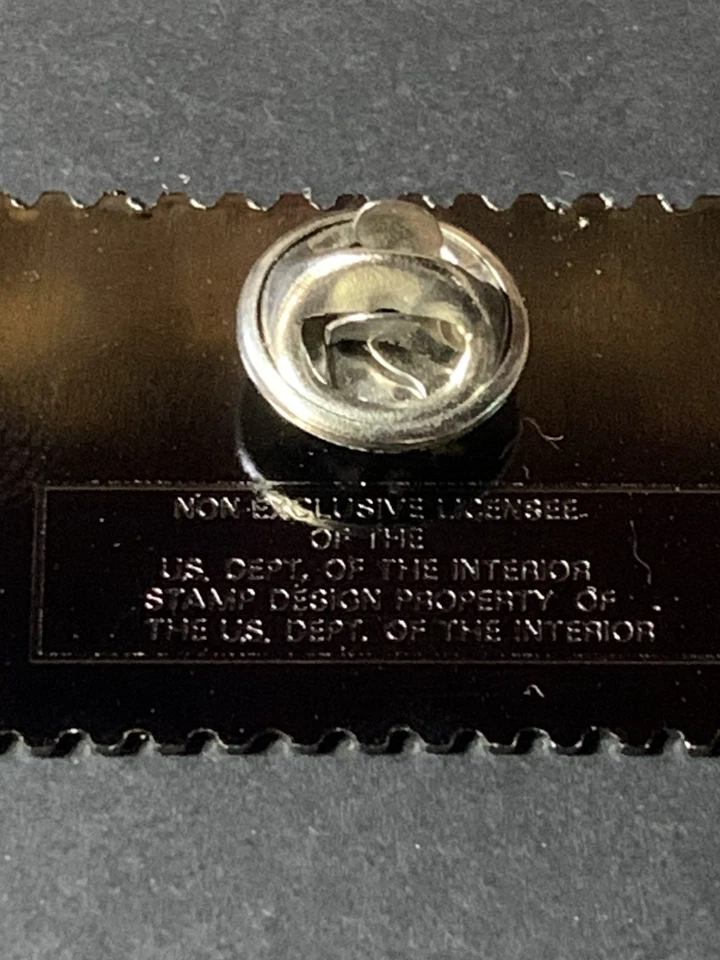 NON-EXCLUSIVE LICENSEE
OF THE
U.S. DEPT. OF THE INTERIOR
STAMP DESIGN PROPERTY OF
THE U.S. DEPT. OF THE INTERIOR